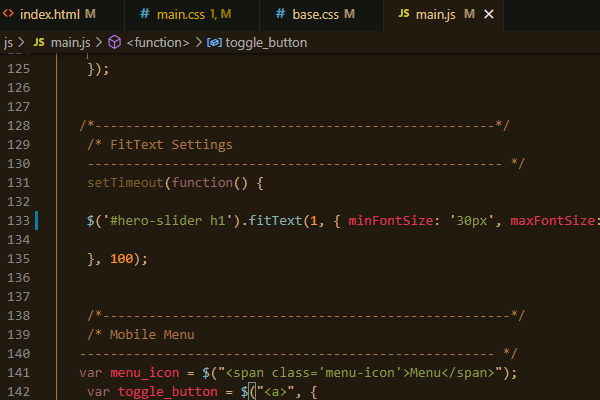 index.html M # main.css 1, M # base.css M JS main.js M ×
js > JS main.js > <function> > toggle_button
125 });
126
127
128 /*----------------------------------------------------*/
129 /* FitText Settings
130 ------------------------------------------------------ */
131 setTimeout(function() {
132
133 $('#hero-slider h1').fitText(1, { minFontSize: '30px', maxFontSize:
134
135 }, 100);
136
137
138 /*-----------------------------------------------------*/
139 /* Mobile Menu
140 ------------------------------------------------------ */
141 var menu_icon = $("<span class='menu-icon'>Menu</span>");
142 var toggle_button = $("<a>", {